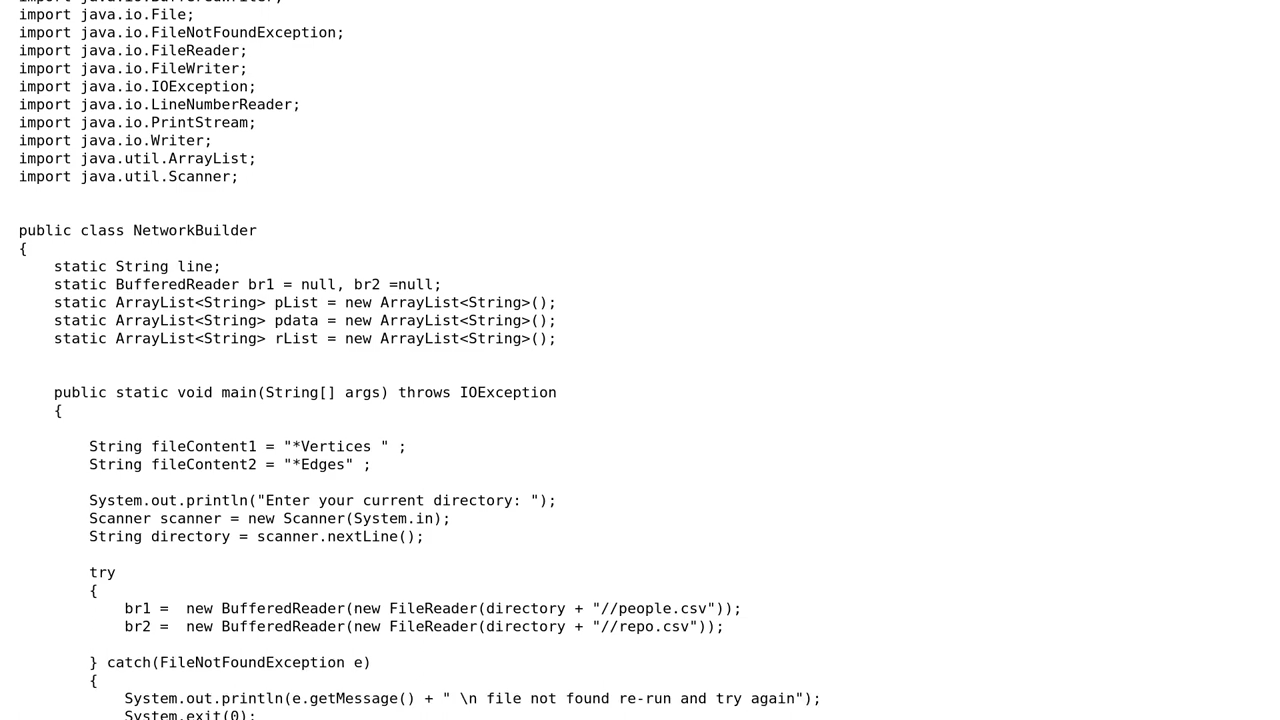 import java.io.BufferedWriter;
import java.io.File;
import java.io.FileNotFoundException;
import java.io.FileReader;
import java.io.FileWriter;
import java.io.IOException;
import java.io.LineNumberReader;
import java.io.PrintStream;
import java.io.Writer;
import java.util.ArrayList;
import java.util.Scanner;
public class NetworkBuilder
{
static String line;
static BufferedReader br1 = null, br2 =null;
static ArrayList<String> pList = new ArrayList<String>();
static ArrayList<String> pdata = new ArrayList<String>();
static ArrayList<String> rList = new ArrayList<String>();
public static void main(String[] args) throws IOException
{
String fileContent1 = "*Vertices " ;
String fileContent2 = "*Edges" ;
System.out.println("Enter your current directory: ");
Scanner scanner = new Scanner(System.in);
String directory = scanner.nextLine();
try
{
br1 =  new BufferedReader(new FileReader(directory + "//people.csv"));
br2 =  new BufferedReader(new FileReader(directory + "//repo.csv"));
} catch(FileNotFoundException e)
{
System.out.println(e.getMessage() + " \n file not found re-run and try again");
System.exit(0);